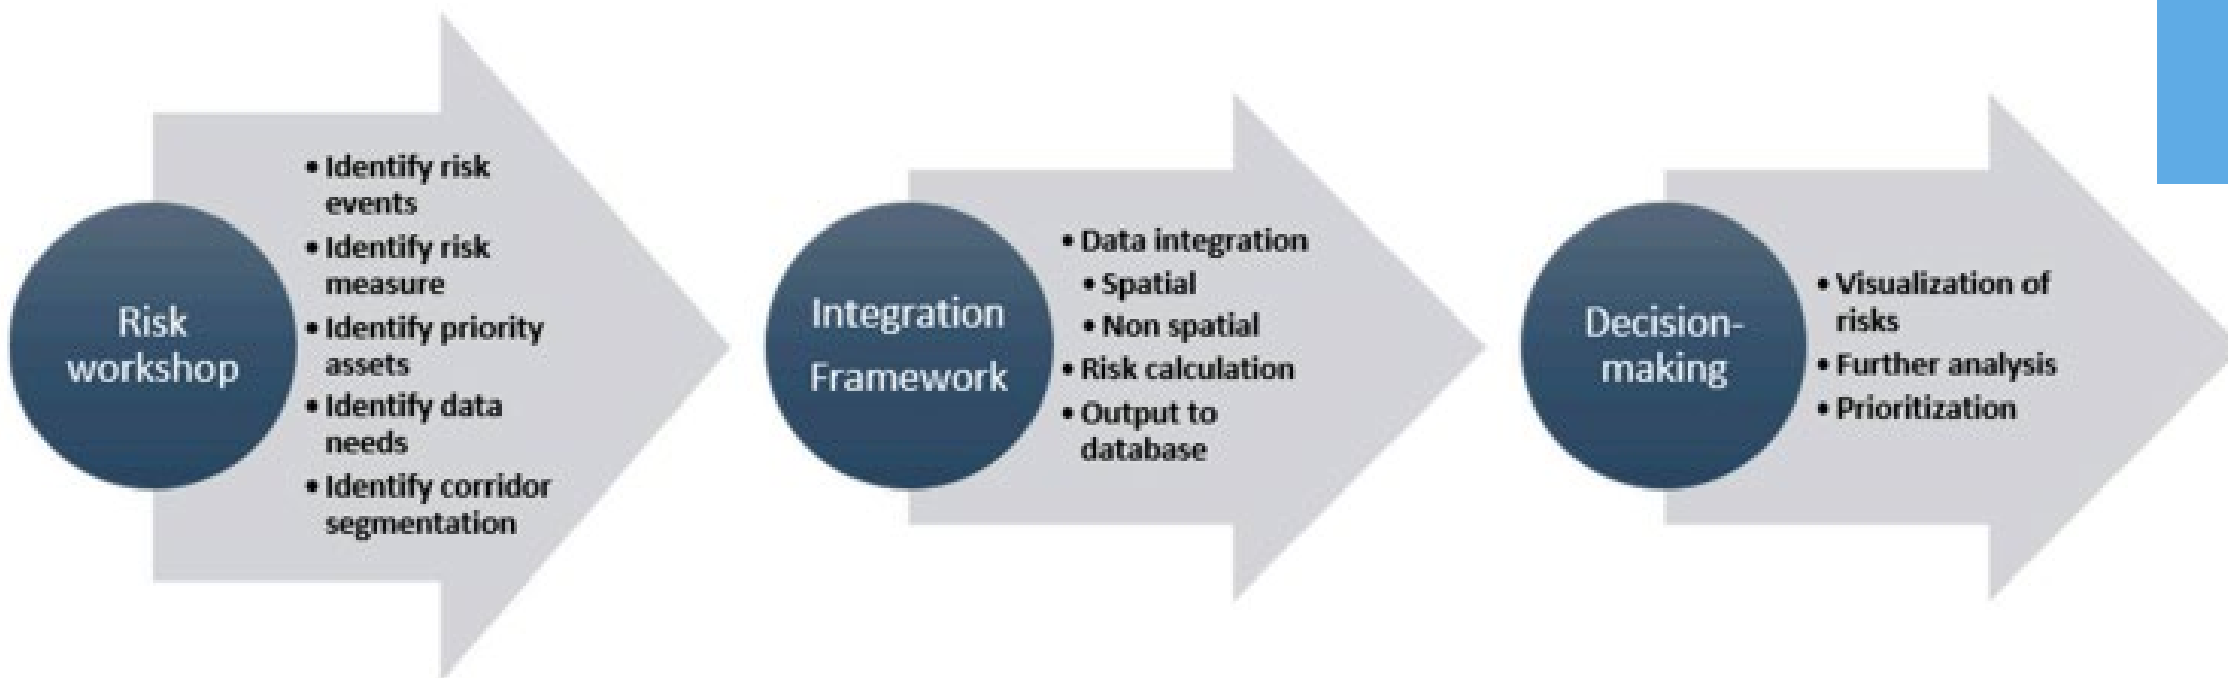 Risk
workshop
• Identify risk
events
• Identify risk
measure
• Identify priority
assets
• Identify data
needs
• Identify corridor
segmentation
Integration
Framework
• Data integration
• Spatial
• Non spatial
• Risk calculation
• Output to
database
Decision-
making
• Visualization of
risks
• Further analysis
• Prioritization